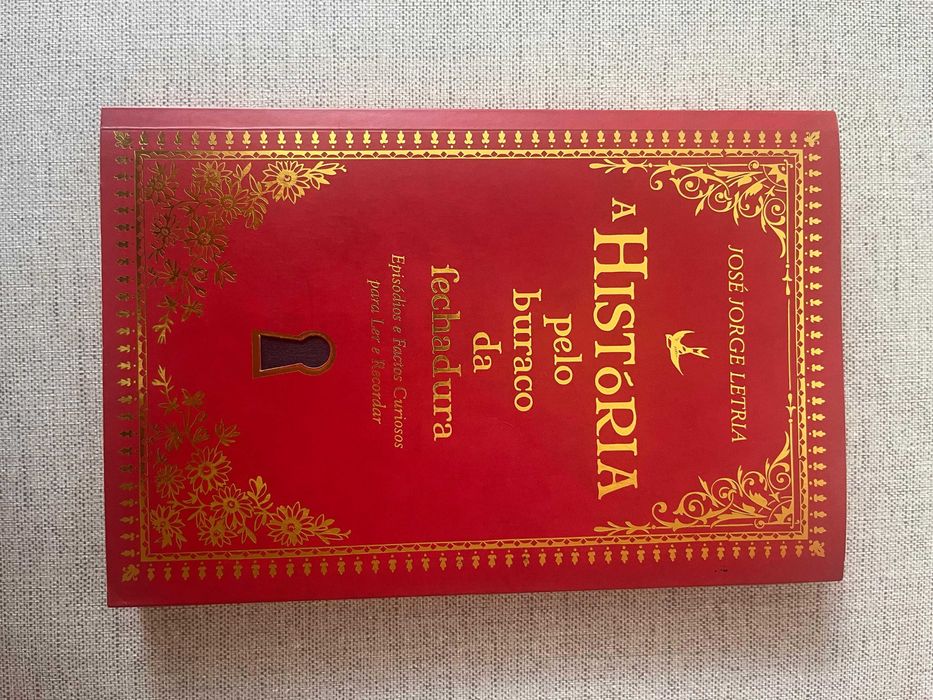 JOSÉ JORGE LETRIA
A
HISTÓRIA
pelo
buraco
da
fechadura
Episódios e Factos Curiosos
para Ler e Recordar